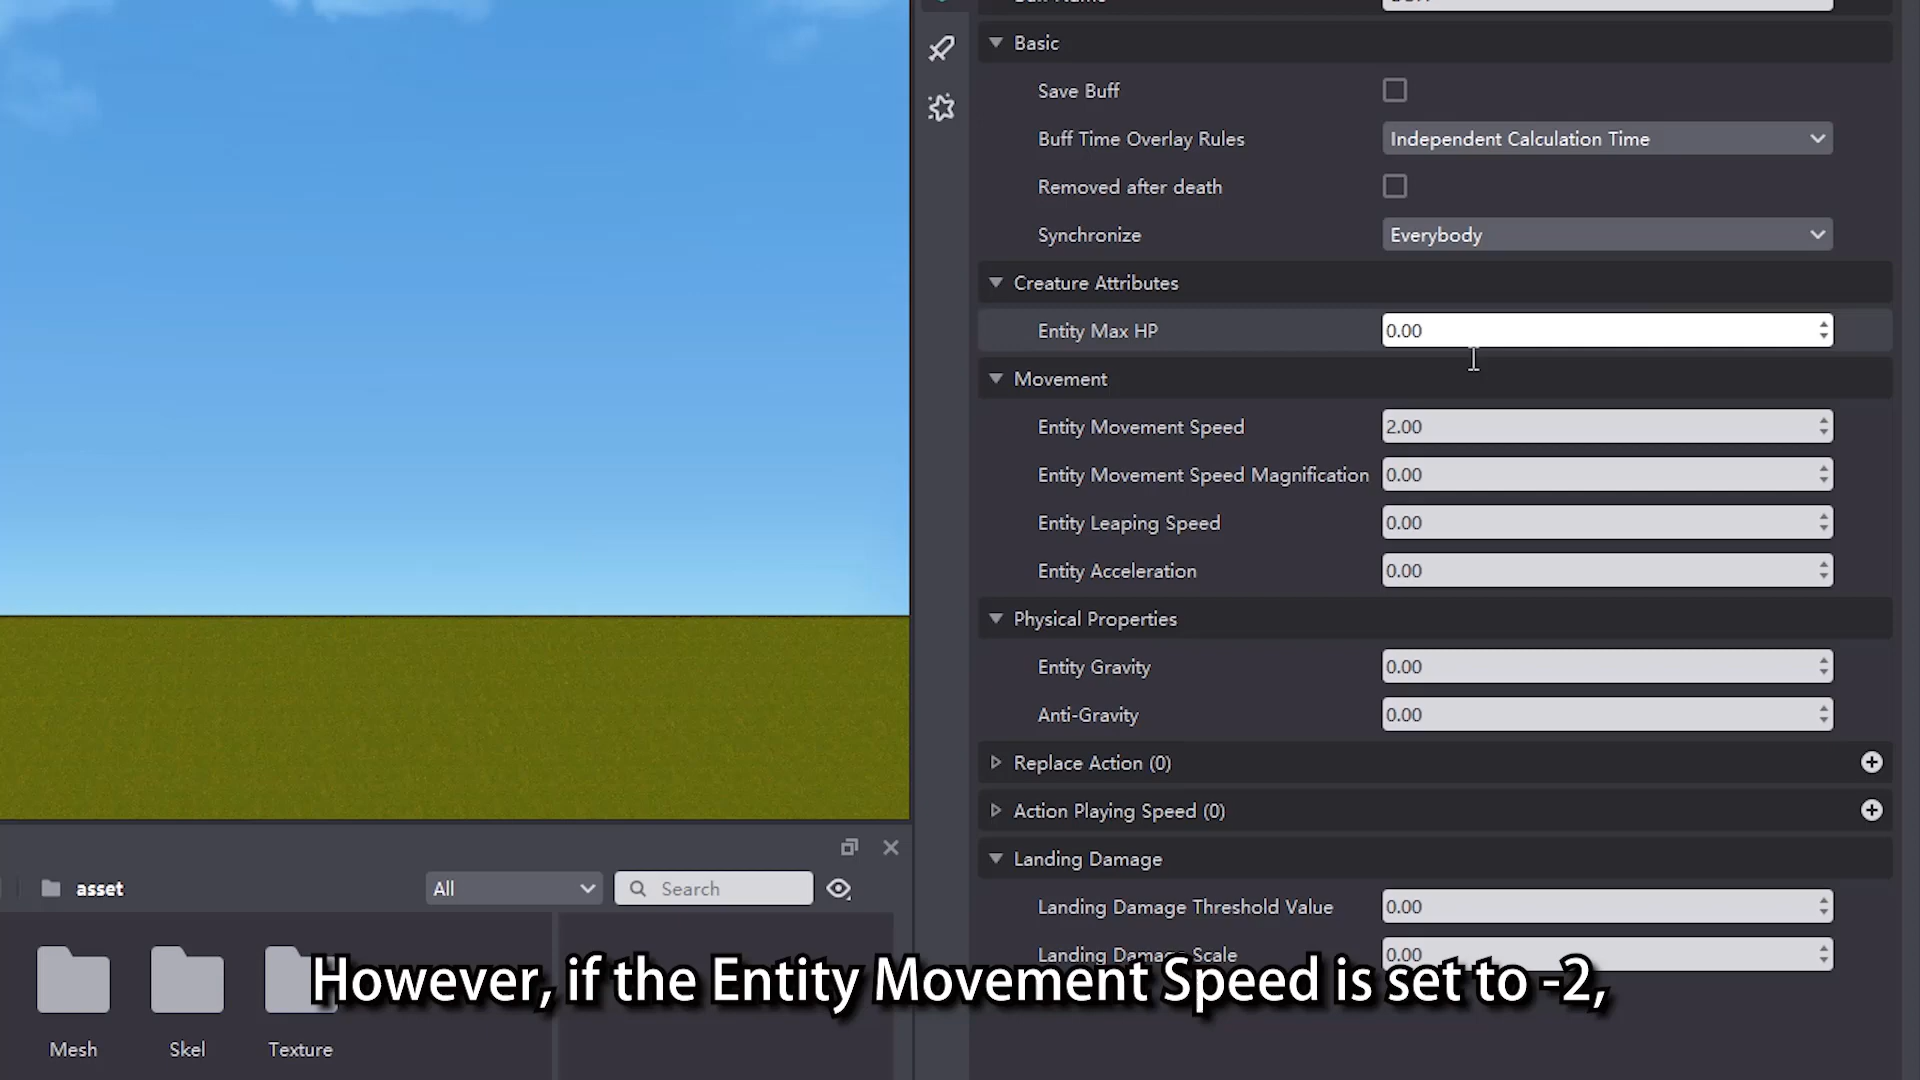 Basic
Save Buff
Buff Time Overlay Rules
Independent Calculation Time
Removed after death
Synchronize
Everybody
Creature Attributes
Entity Max HP
0.00
Movement
Entity Movement Speed
2.00
Entity Movement Speed Magnification
0.00
Entity Leaping Speed
0.00
Entity Acceleration
0.00
Physical Properties
Entity Gravity
0.00
Anti-Gravity
0.00
Replace Action (0)
Action Playing Speed (0)
Landing Damage
Landing Damage Threshold Value
0.00
Landing Damage Scale
0.00
asset
All
Search
Mesh
Skel
Texture
However, if the Entity Movement Speed is set to -2,